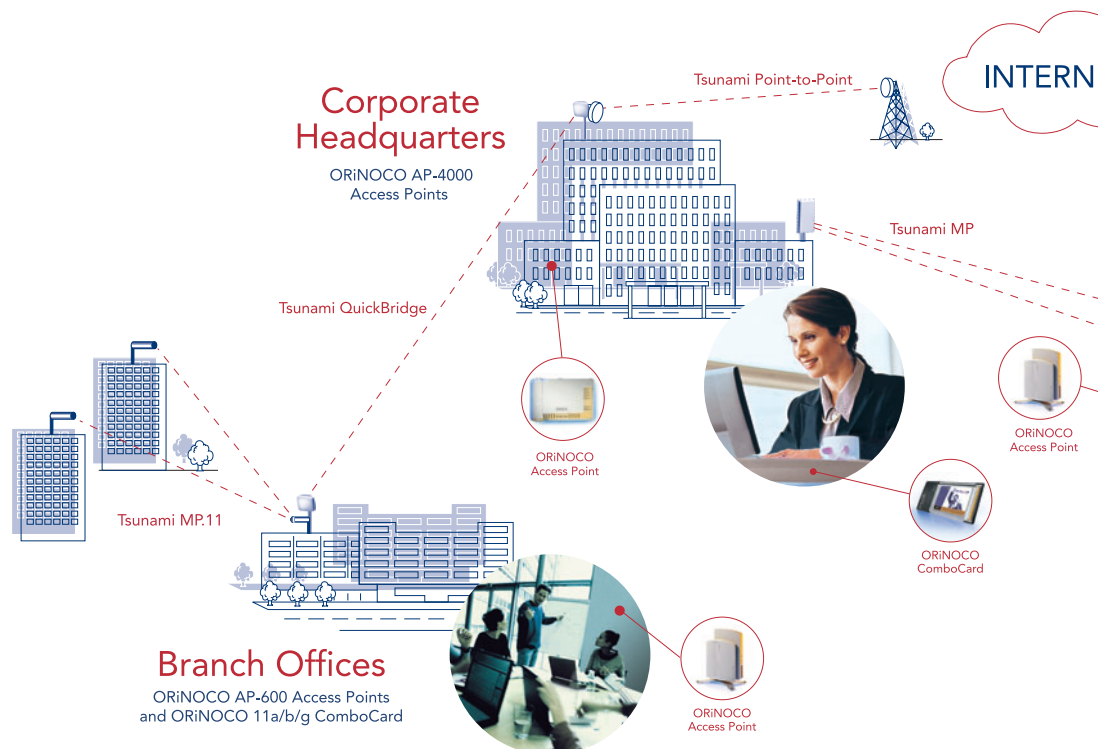 INTERN
Tsunami Point-to-Point
Corporate
Headquarters
ORiNOCO AP-4000
Access Points
Tsunami MP
Tsunami QuickBridge
ORiNOCO
Access Point
ORiNOCO
Access Point
ORiNOCO
ComboCard
Tsunami MP.11
Branch Offices
ORiNOCO AP-600 Access Points
and ORiNOCO 11a/b/g ComboCard
ORiNOCO
Access Point